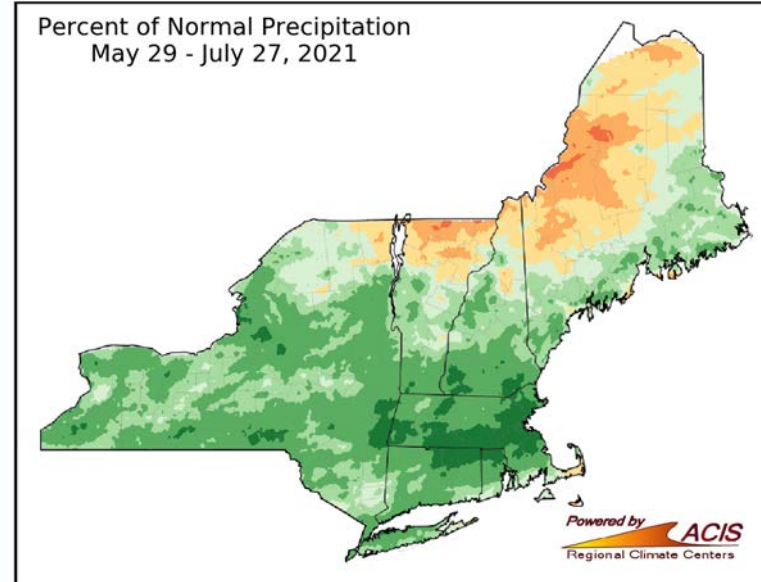 Percent of Normal Precipitation
May 29 - July 27, 2021
Powered by
ACIS
Regional Climate Centers